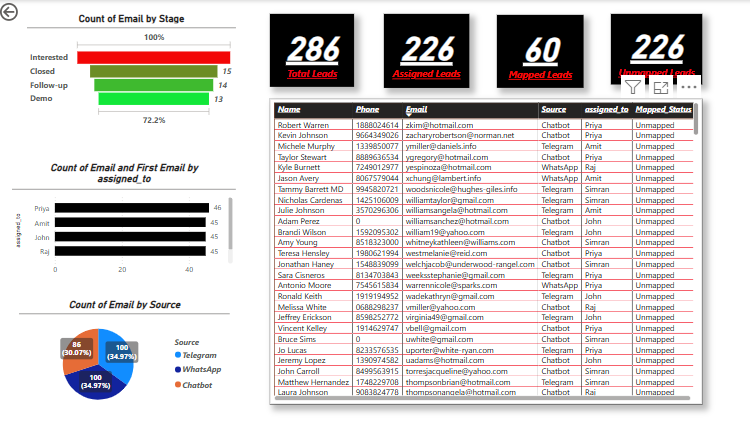 Count of Email by Stage
100%
Interested
Closed 15
Follow-up 14
Demo 13
72.2%
Count of Email and First Email by
assigned_to
assigned_to
Priya 46
Amit 45
John 45
Raj 45
0 20 40
Count of Email by Source
86
(30.07%)
100
(34.97%)
100
(34.97%)
Source
Telegram
WhatsApp
Chatbot
286
Total Leads
226
Assigned Leads
60
Mapped Leads
226
Unmapped Leads
Name Phone Email Source assigned_to Mapped_Status
Robert Warren 1888024614 zkim@hotmail.com Chatbot Priya Unmapped
Kevin Johnson 9664349026 zacharyrobertson@norman.net Chatbot Priya Unmapped
Michele Murphy 1339850077 ymiller@daniels.info Telegram Amit Unmapped
Taylor Stewart 8889636534 ygregory@hotmail.com Chatbot Priya Unmapped
Kyle Burnett 7249012977 yespinoza@hotmail.com WhatsApp Raj Unmapped
Jason Avery 8067579044 xchung@lambert.info WhatsApp Amit Unmapped
Tammy Barrett MD 9945820721 woodsnicole@hughes-giles.info Telegram Simran Unmapped
Nicholas Cardenas 1425106009 williamtaylor@gmail.com Telegram Simran Unmapped
Julie Johnson 3570296306 williamsangela@hotmail.com Telegram Amit Unmapped
Adam Perez 0 williamsanchez@hotmail.com Chatbot John Unmapped
Brandi Wilson 1592095302 william19@yahoo.com Telegram John Unmapped
Amy Young 8518323000 whitneykathleen@williams.com Chatbot Simran Unmapped
Teresa Hensley 1980621994 westmelanie@reid.com Chatbot Priya Unmapped
Jonathan Haney 1548839099 welchjacob@underwood-rangel.com Chatbot Simran Unmapped
Sara Cisneros 8134703843 weeksstephanie@gmail.com Telegram Priya Unmapped
Antonio Moore 7545615834 warrennicole@sparks.com WhatsApp Priya Unmapped
Ronald Keith 1919194952 wadekathryn@gmail.com Telegram John Unmapped
Melissa White 0688298237 vmiller@yahoo.com Chatbot Raj Unmapped
Jeffrey Erickson 8598252772 virginia49@gmail.com Telegram John Unmapped
Vincent Kelley 1914629747 vbell@gmail.com Chatbot Priya Unmapped
Bruce Sims 0 uwhite@gmail.com Chatbot Simran Unmapped
Jo Lucas 8233576535 uporter@white-ryan.com Telegram Priya Unmapped
Jeremy Lopez 1390974582 uadams@hotmail.com Chatbot John Unmapped
John Carroll 8499563915 torresjacqueline@yahoo.com Chatbot Simran Unmapped
Matthew Hernandez 1748229708 thompsonbrian@hotmail.com Telegram Simran Unmapped
Laura Johnson 9083824778 thompsonangela@hotmail.com Chatbot Raj Unmapped